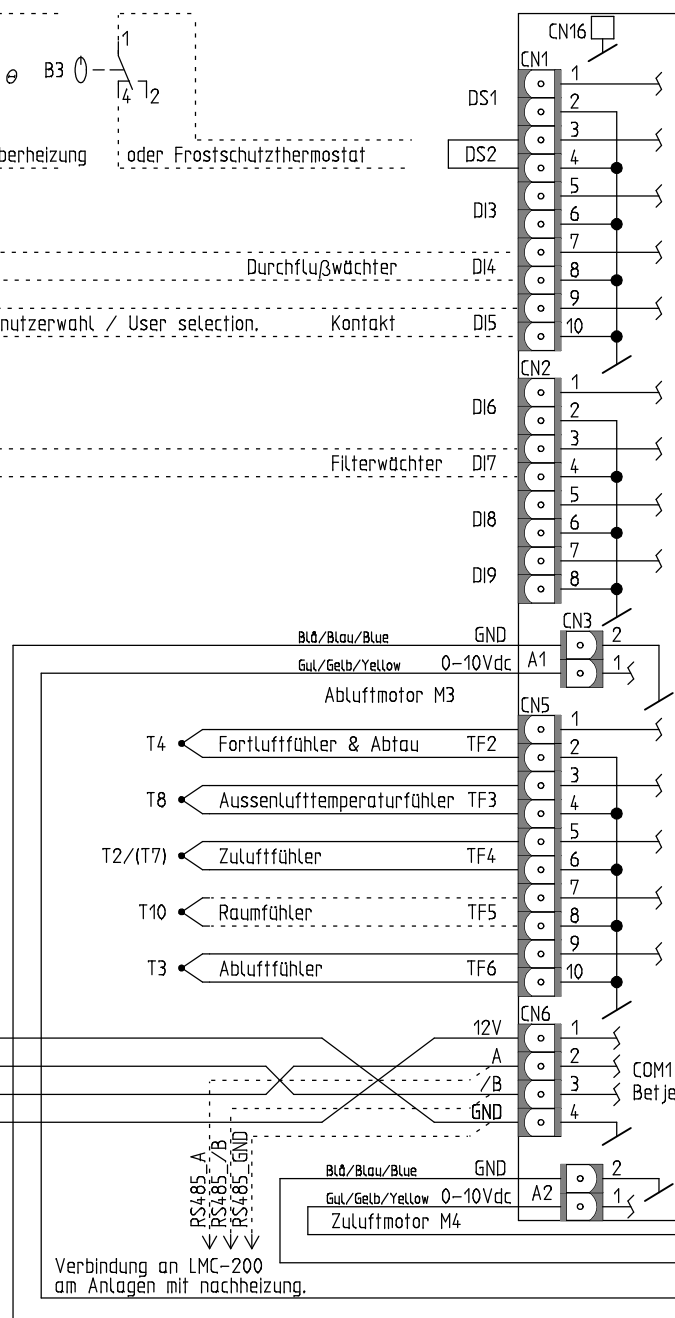 CN16
1
CN1
θ B3
4 2
1
DS1
2
3
berheizung oder Frostschutzthermostat DS2
4
5
DI3
6
7
Durchflußwächter DI4
8
9
nutzerwahl / User selection. Kontakt DI5
10
CN2
1
DI6
2
3
Filterwächter DI7
4
5
DI8
6
7
DI9
8
CN3
Blå/Blau/Blue GND 2
Gul/Gelb/Yellow 0-10Vdc A1 1
Abluftmotor M3
CN5
1
T4 Fortluftfühler & Abtau TF2
2
3
T8 Aussenlufttemperaturfühler TF3
4
5
T2/(T7) Zuluftfühler TF4
6
7
T10 Raumfühler TF5
8
9
T3 Abluftfühler TF6
10
CN6
12V 1
A 2
COM1
/B 3
Betje
GND 4
RS485_A
RS485_/B
RS485_GND
Blå/Blau/Blue GND 2
Gul/Gelb/Yellow 0-10Vdc A2 1
Zuluftmotor M4
Verbindung an LMC-200
am Anlagen mit nachheizung.